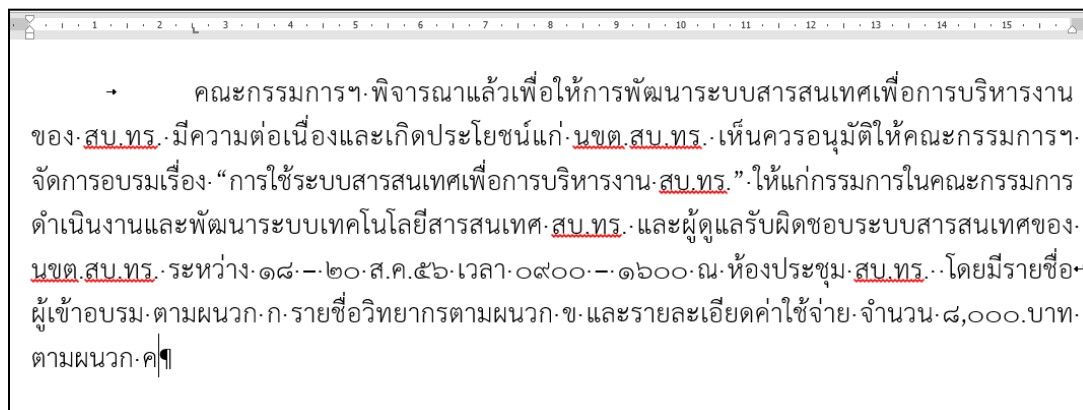 1 2 3 4 5 6 7 8 9 10 11 12 13 14 15
คณะกรรมการฯ พิจารณาแล้วเพื่อให้การพัฒนาระบบสารสนเทศเพื่อการบริหารงาน
ของ สบ.ทร. มีความต่อเนื่องและเกิดประโยชน์แก่ นขต.สบ.ทร. เห็นควรอนุมัติให้คณะกรรมการฯ
จัดการอบรมเรื่อง “การใช้ระบบสารสนเทศเพื่อการบริหารงาน สบ.ทร.” ให้แก่กรรมการในคณะกรรมการ
ดำเนินงานและพัฒนาระบบเทคโนโลยีสารสนเทศ สบ.ทร. และผู้ดูแลรับผิดชอบระบบสารสนเทศของ
นขต.สบ.ทร. ระหว่าง ๑๘ – ๒๐ ส.ค.๕๖ เวลา ๐๙๐๐ – ๑๖๐๐ ณ ห้องประชุม สบ.ทร. โดยมีรายชื่อ
ผู้เข้าอบรม ตามผนวก ก รายชื่อวิทยากรตามผนวก ข และรายละเอียดค่าใช้จ่าย จำนวน ๘,๐๐๐.บาท
ตามผนวก ค